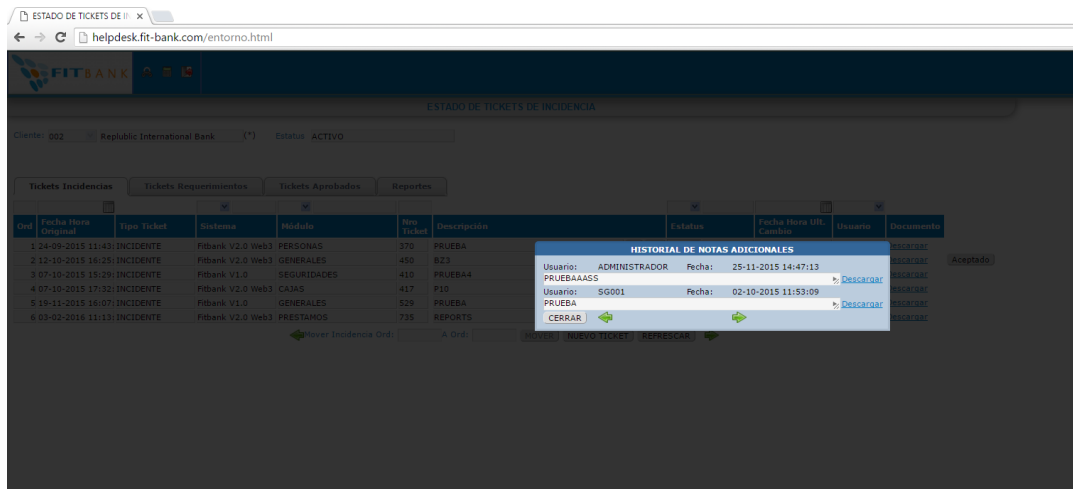 ESTADO DE TICKETS DE IN
helpdesk.fit-bank.com/entorno.html
FITBANK
ESTADO DE TICKETS DE INCIDENCIA
Cliente: 002 Replublic International Bank (*) Estatus ACTIVO
Tickets Incidencias Tickets Requerimientos Tickets Aprobados Reportes
Ord Fecha Hora Original Tipo Ticket Sistema Módulo Nro Ticket Descripción Estatus Fecha Hora Ult. Cambio Usuario Documento
1 24-09-2015 11:43: INCIDENTE Fitbank V2.0 Web3 PERSONAS 370 PRUEBA Descargar
2 12-10-2015 16:25: INCIDENTE Fitbank V2.0 Web3 GENERALES 450 BZ3 Descargar Aceptado
3 07-10-2015 15:29: INCIDENTE Fitbank V1.0 SEGURIDADES 410 PRUEBA4 Descargar
4 07-10-2015 17:32: INCIDENTE Fitbank V2.0 Web3 CAJAS 417 P10 Descargar
5 19-11-2015 16:07: INCIDENTE Fitbank V1.0 GENERALES 529 PRUEBA Descargar
6 03-02-2016 11:13: INCIDENTE Fitbank V2.0 Web3 PRESTAMOS 735 REPORTS Descargar
Mover Incidencia Ord: A Ord: MOVER NUEVO TICKET REFRESCAR
HISTORIAL DE NOTAS ADICIONALES
Usuario: ADMINISTRADOR Fecha: 25-11-2015 14:47:13
PRUEBAAASS Descargar
Usuario: SG001 Fecha: 02-10-2015 11:53:09
PRUEBA Descargar
CERRAR